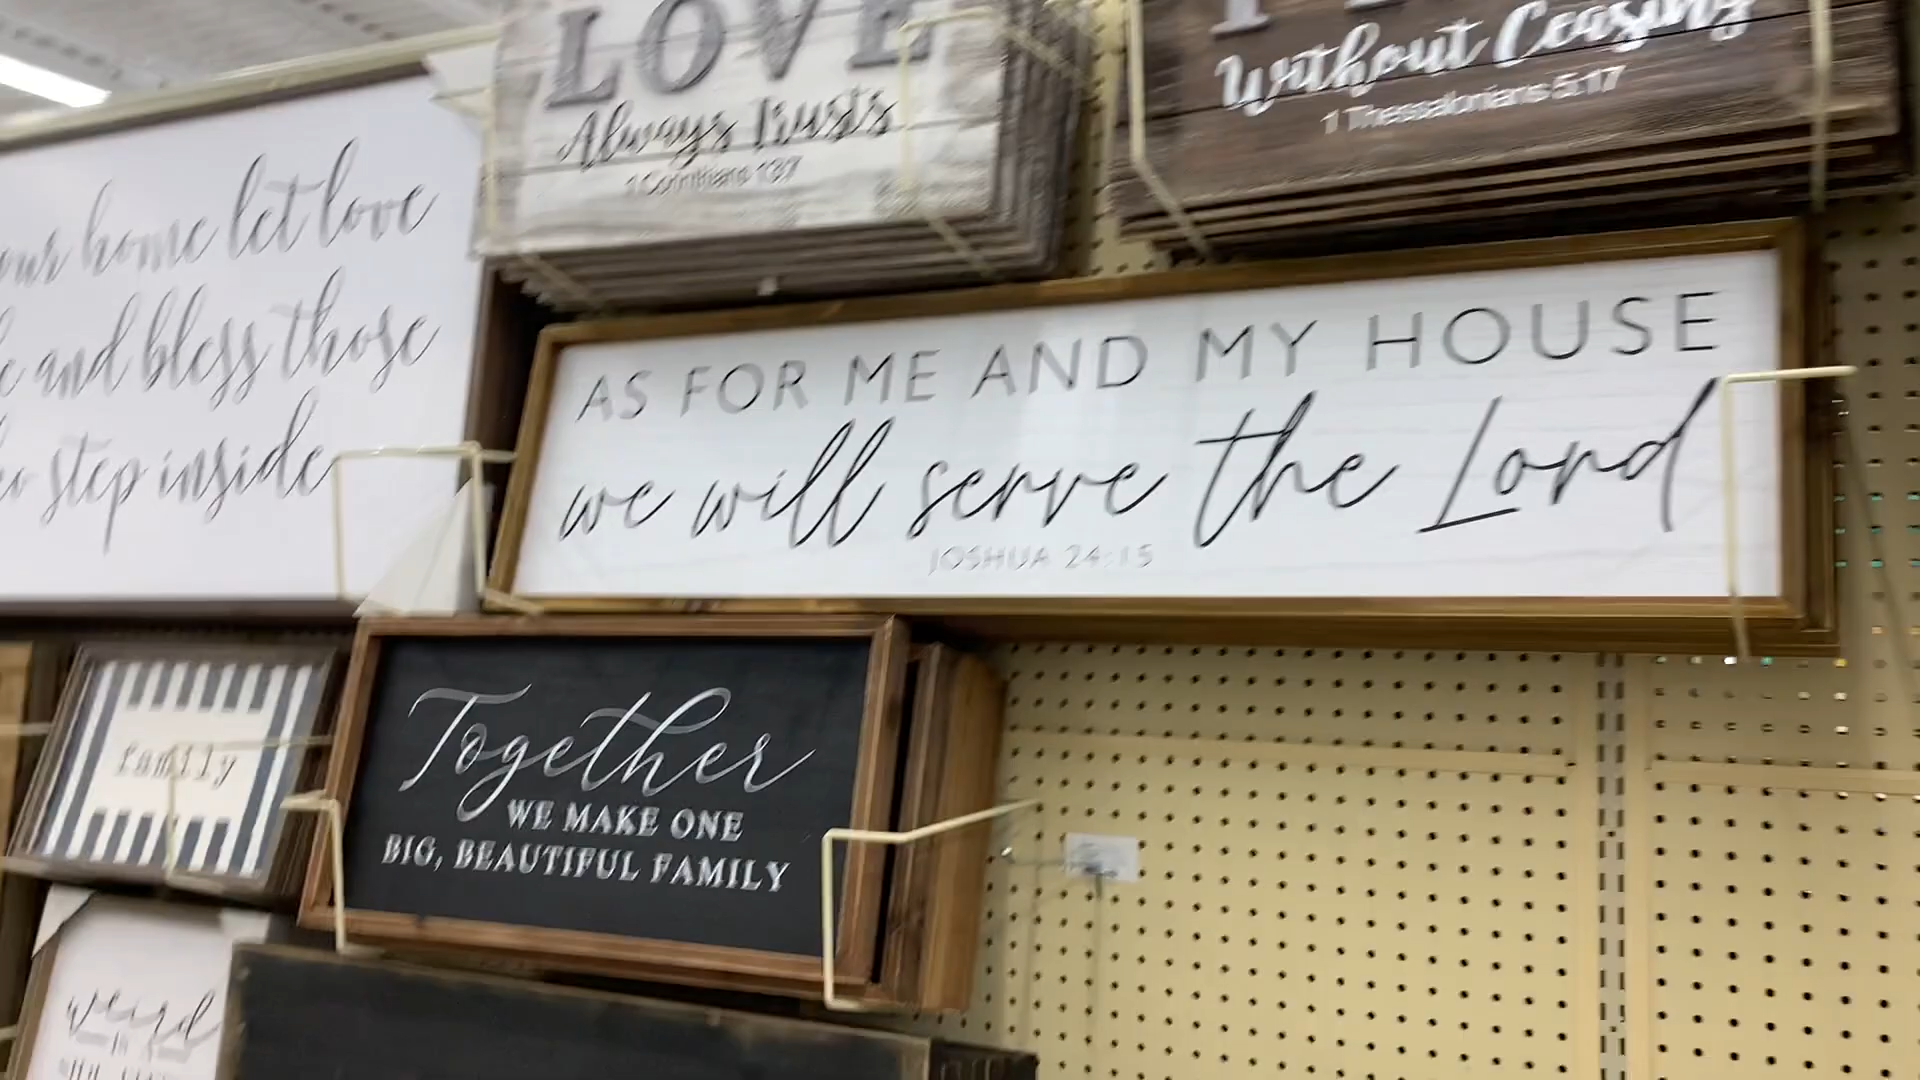 our home let love
and bless those
step inside
LOVE
Always Trusts
1 Corinthians 13:7
Without Ceasing
1 Thessalonians 5:17
AS FOR ME AND MY HOUSE
we will serve the Lord
JOSHUA 24:15
family
Together
WE MAKE ONE
BIG, BEAUTIFUL FAMILY
weird